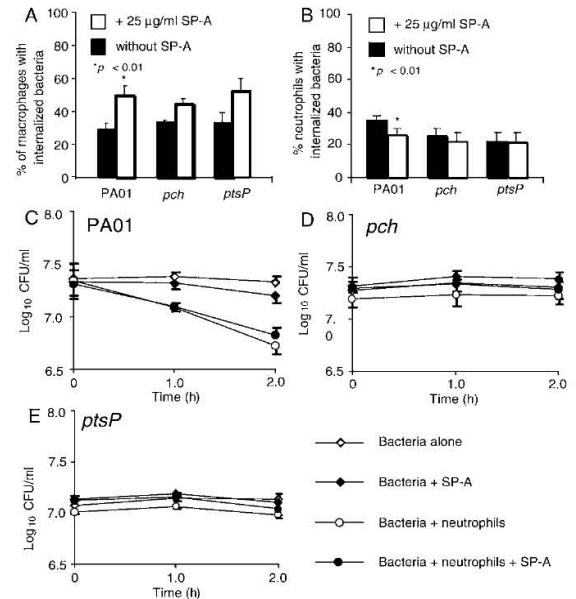 A
+ 25 µg/ml SP-A
without SP-A
*p < 0.01
% of macrophages with internalized bacteria
100
80
60
40
20
0
*
PA01
pch
ptsP
B
+ 25 µg/ml SP-A
without SP-A
*p < 0.01
% neutrophils with internalized bacteria
100
80
60
40
20
0
*
PA01
pch
ptsP
C
PA01
Log10 CFU/ml
8.0
7.5
7.0
6.5
0
1.0
2.0
Time (h)
D
pch
Log10 CFU/ml
8.0
7.5
7.
0
6.5
0
1.0
2.0
Time (h)
E
ptsP
Log10 CFU/ml
8.0
7.5
7.0
6.5
0
1.0
2.0
Time (h)
Bacteria alone
Bacteria + SP-A
Bacteria + neutrophils
Bacteria + neutrophils + SP-A